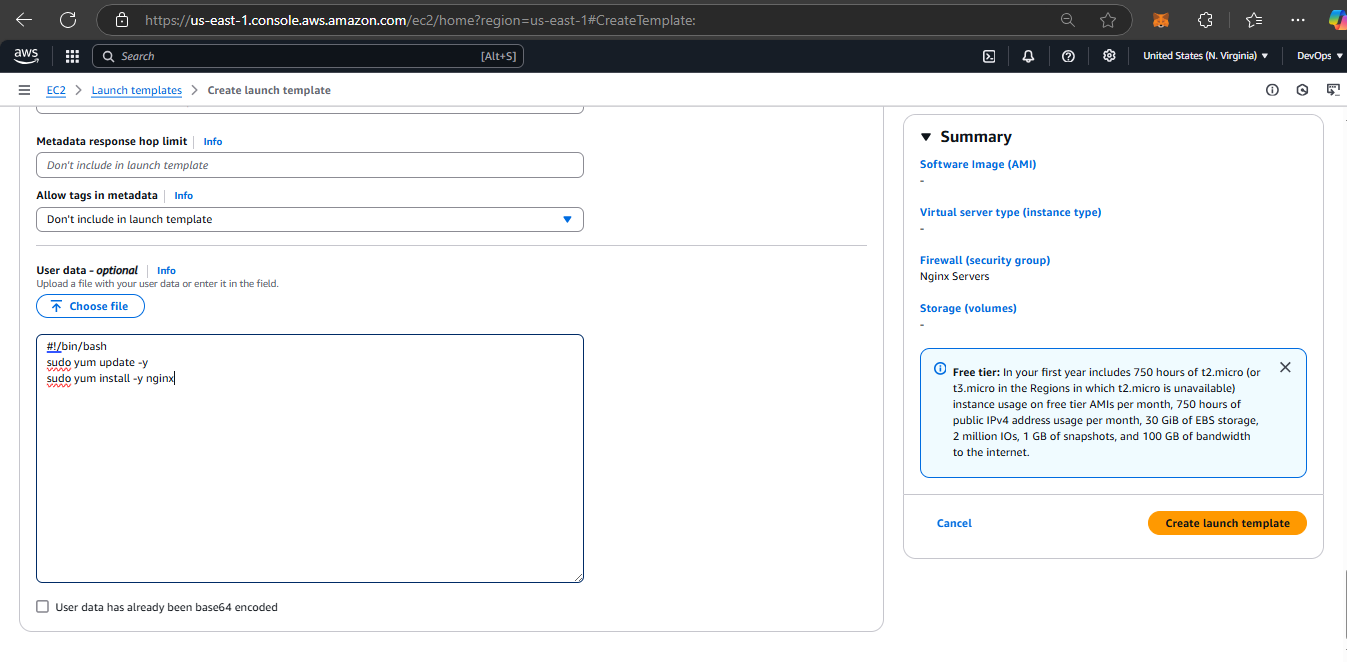 https://us-east-1.console.aws.amazon.com/ec2/home?region=us-east-1#CreateTemplate:
aws
Search
[Alt+S]
United States (N. Virginia)
DevOps
EC2
Launch templates
Create launch template
Metadata response hop limit
Info
Don't include in launch template
Allow tags in metadata
Info
Don't include in launch template
User data - optional
Info
Upload a file with your user data or enter it in the field.
Choose file
#!/bin/bash
sudo yum update -y
sudo yum install -y nginx
User data has already been base64 encoded
Summary
Software Image (AMI)
-
Virtual server type (instance type)
-
Firewall (security group)
Nginx Servers
Storage (volumes)
-
Free tier: In your first year includes 750 hours of t2.micro (or
t3.micro in the Regions in which t2.micro is unavailable)
instance usage on free tier AMIs per month, 750 hours of
public IPv4 address usage per month, 30 GiB of EBS storage,
2 million IOs, 1 GB of snapshots, and 100 GB of bandwidth
to the internet.
Cancel
Create launch template